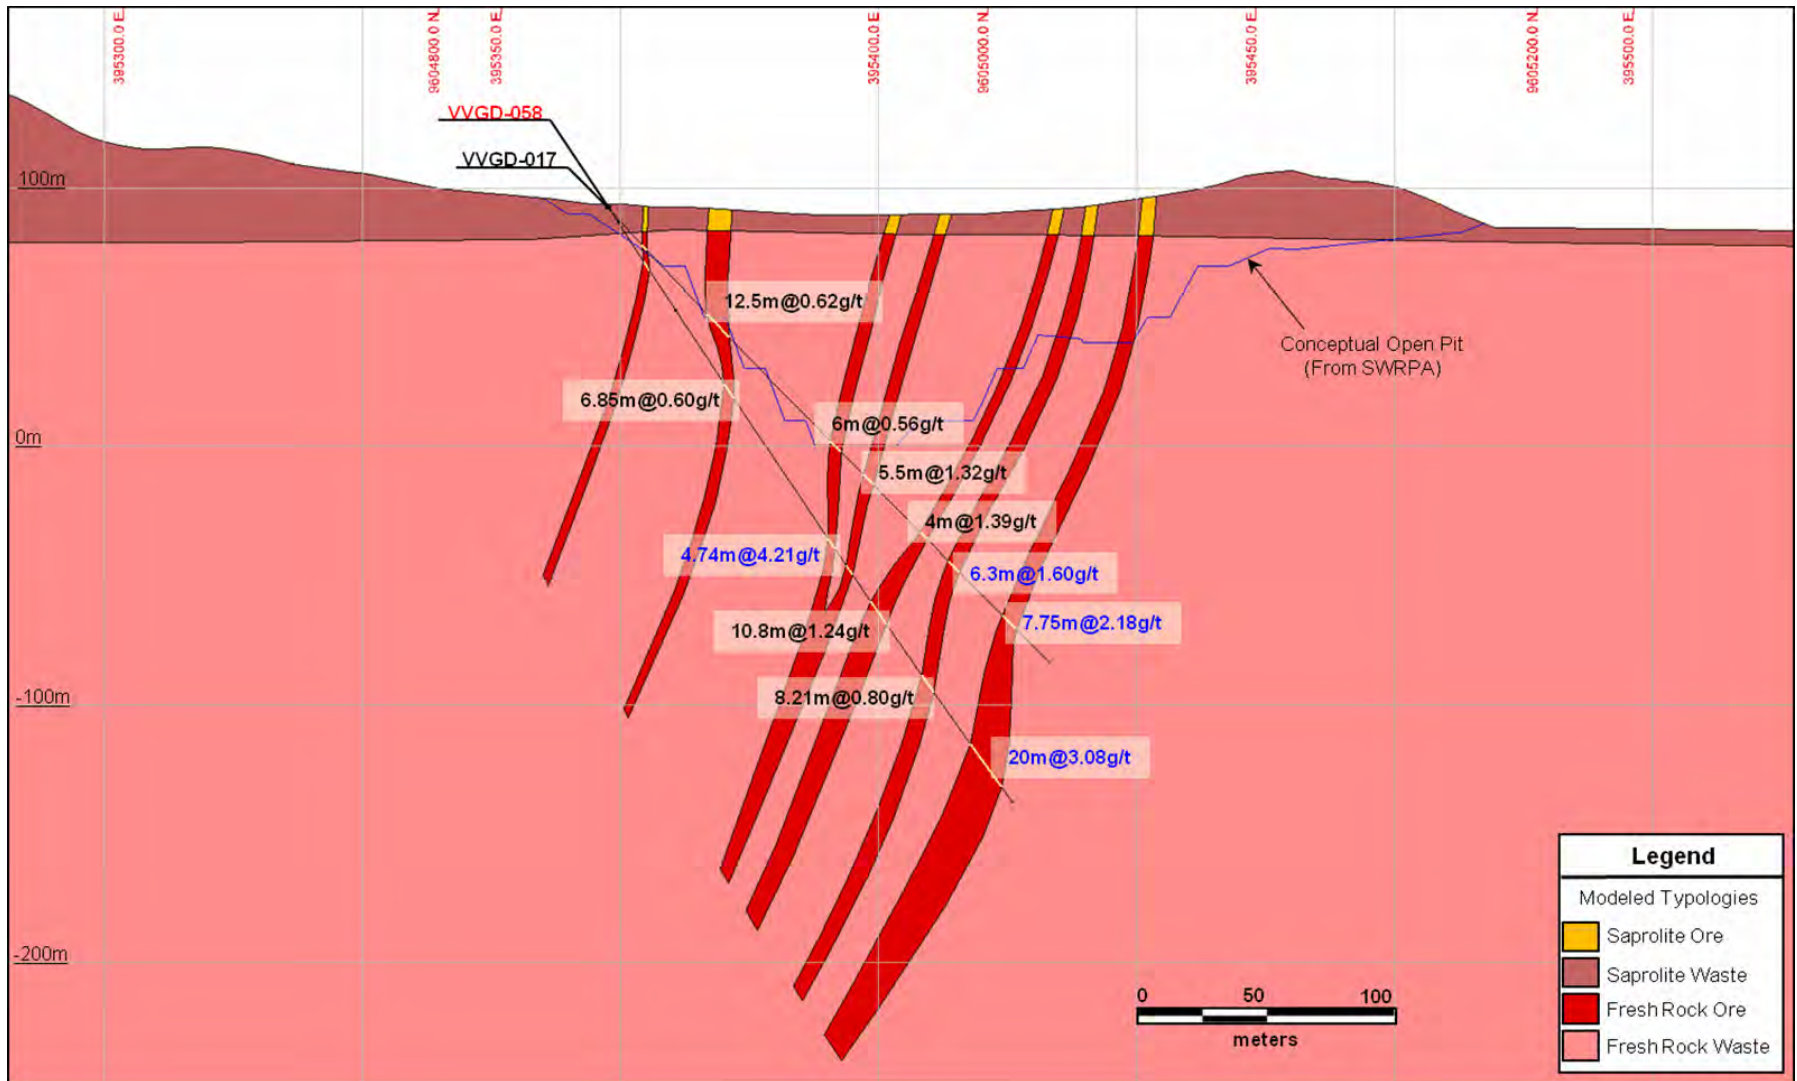 395300.0 E
9604800.0 N
395350.0 E
395400.0 E
9605000.0 N
395450.0 E
9605200.0 N
395500.0 E
VVGD-058
VVGD-017
100m
12.5m@0.62g/t
Conceptual Open Pit
(From SWRPA)
6.85m@0.60g/t
6m@0.56g/t
0m
5.5m@1.32g/t
4m@1.39g/t
4.74m@4.21g/t
6.3m@1.60g/t
7.75m@2.18g/t
10.8m@1.24g/t
8.21m@0.80g/t
-100m
20m@3.08g/t
-200m
0 50 100
meters
Legend
Modeled Typologies
Saprolite Ore
Saprolite Waste
Fresh Rock Ore
Fresh Rock Waste